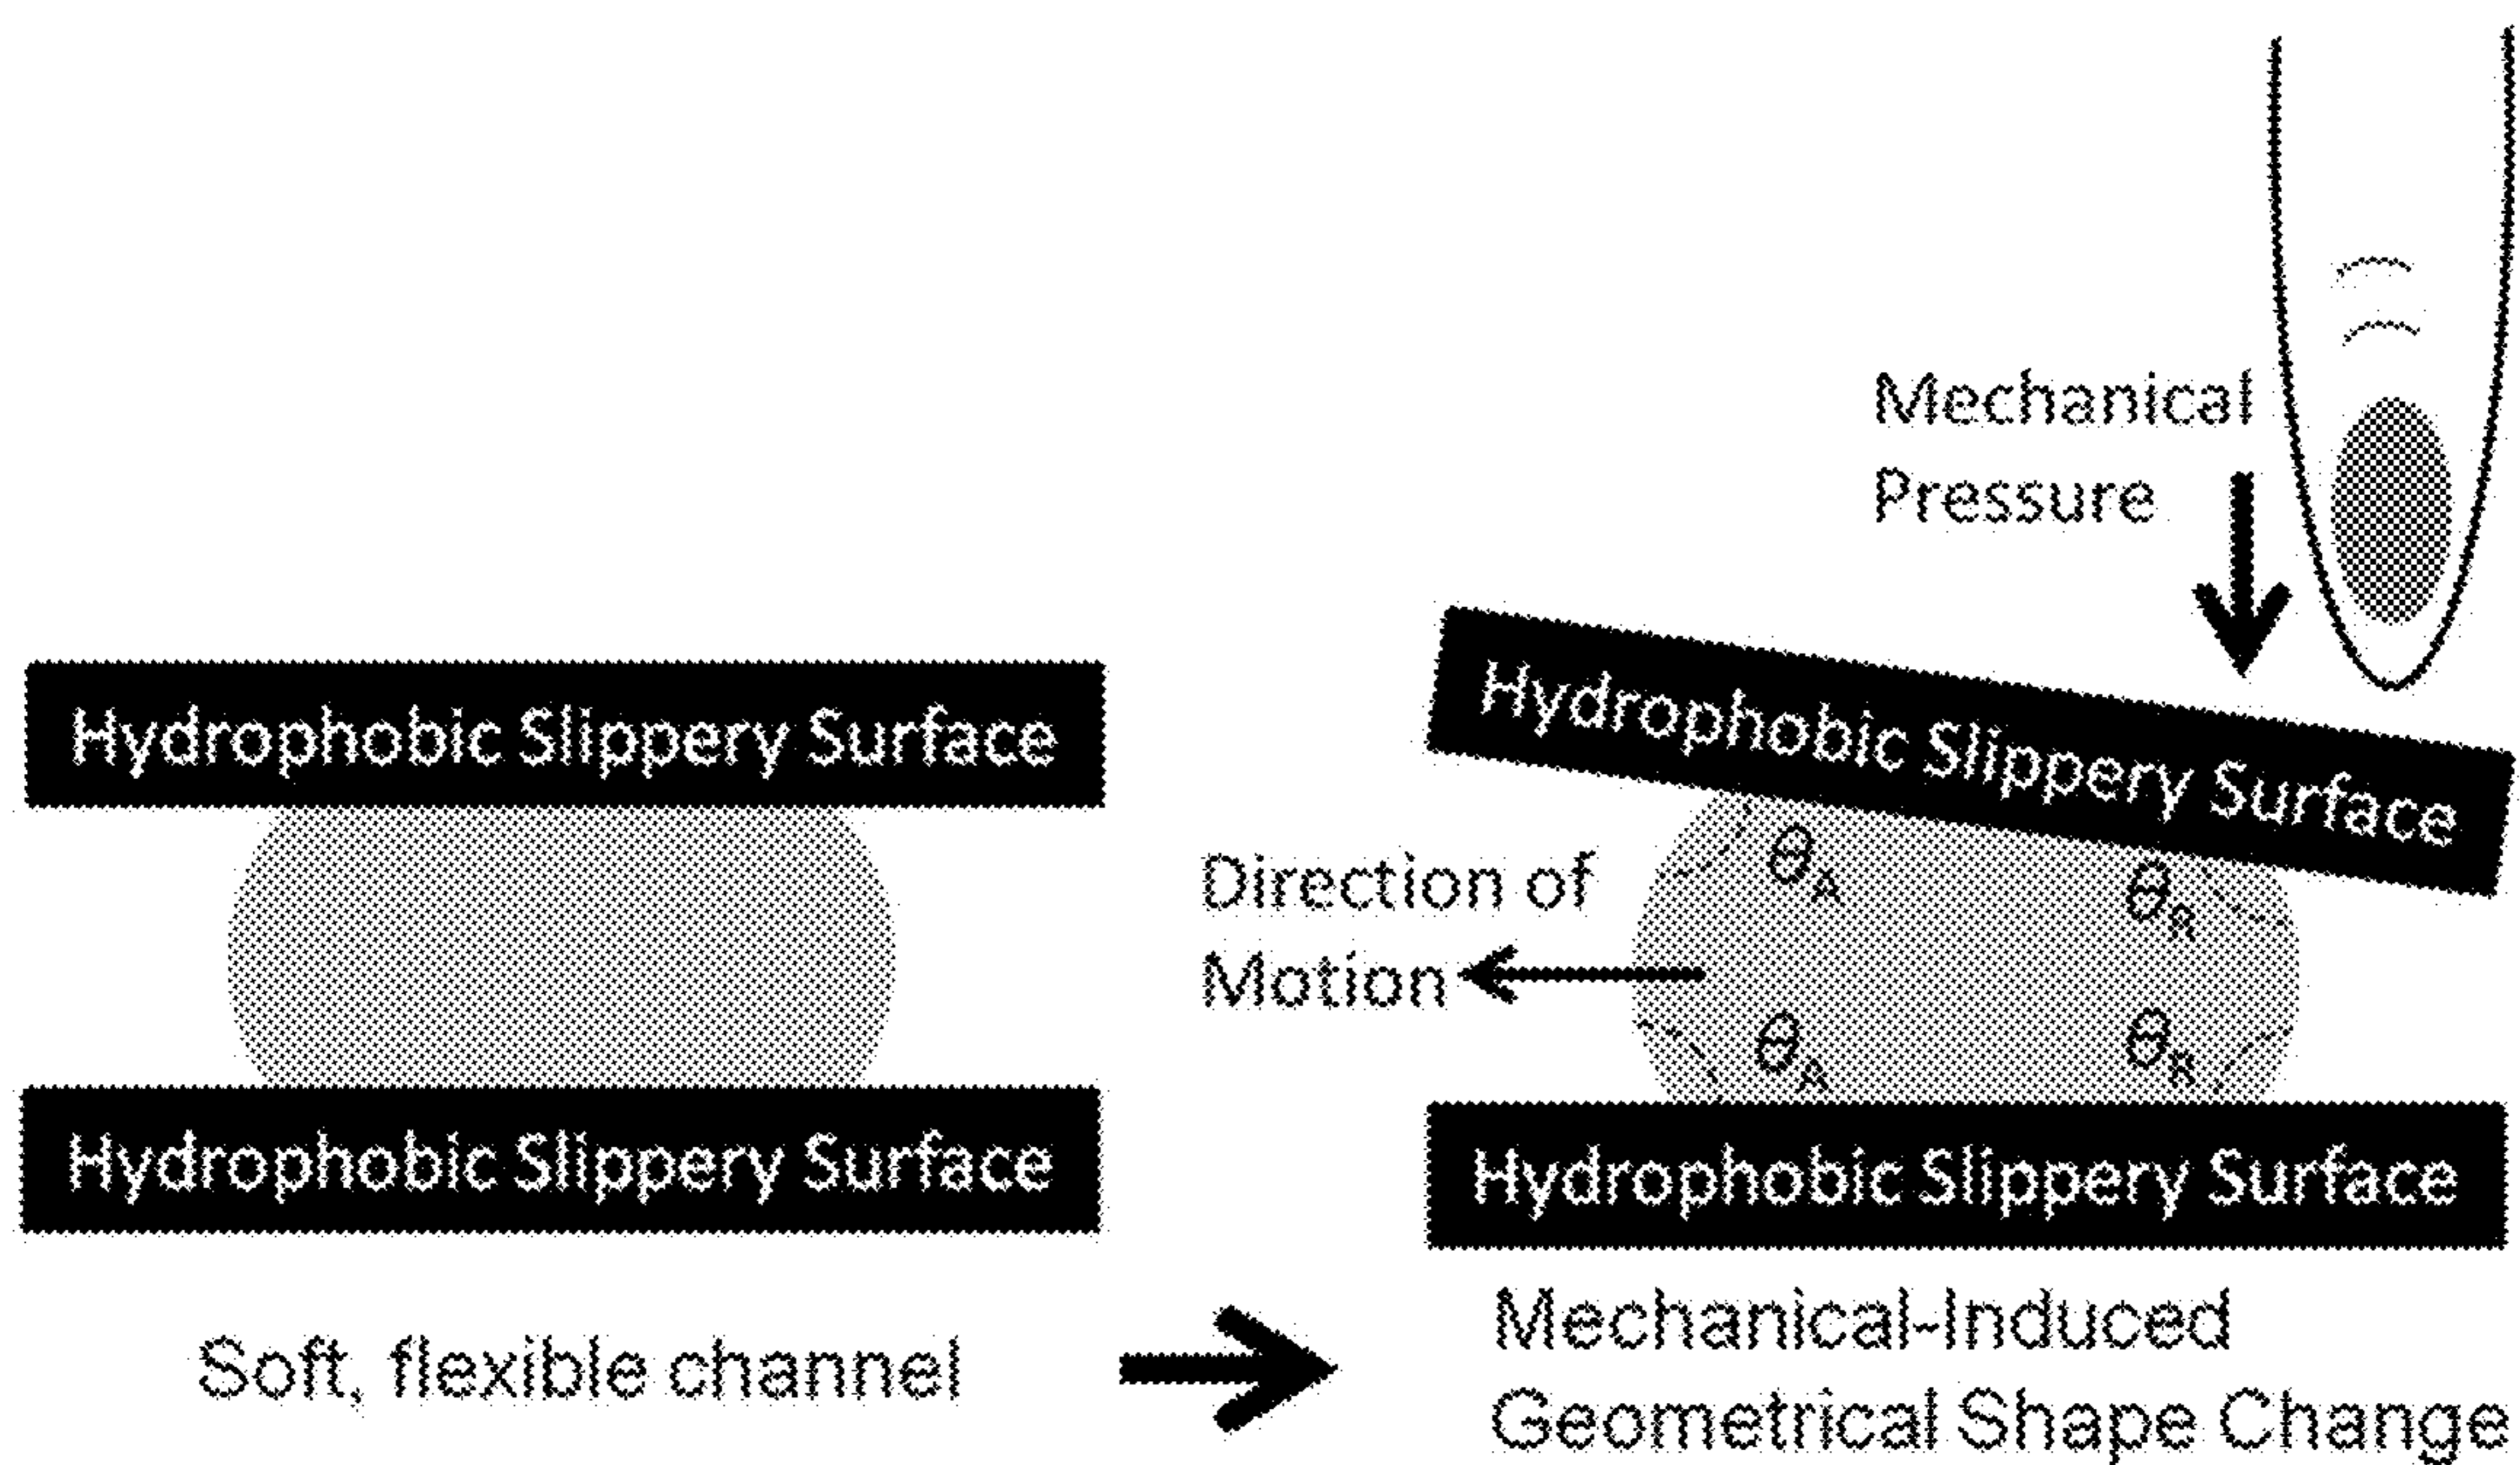 Hydrophobic Slippery Surface
Hydrophobic Slippery Surface
Soft, flexible channel
Mechanical
Pressure
Hydrophobic Slippery Surface
Direction of
Motion
θA
θR
θA
θR
Hydrophobic Slippery Surface
Mechanical-Induced
Geometrical Shape Change